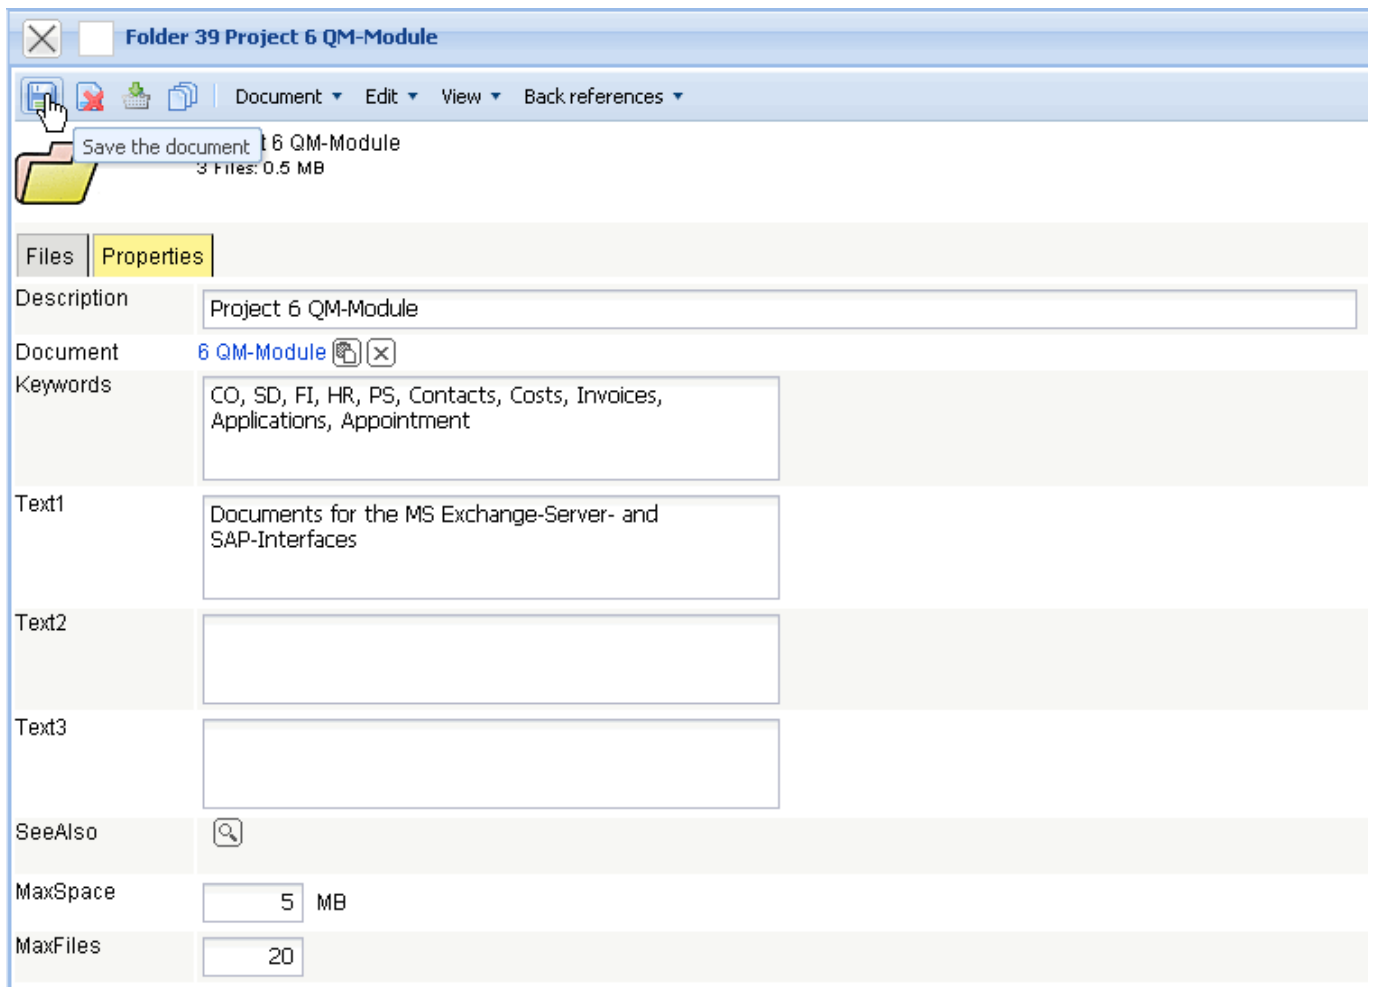 Folder 39 Project 6 QM-Module
Document Edit View Back references
Save the document
t 6 QM-Module
3 Files: 0.5 MB
Files Properties
Description Project 6 QM-Module
Document 6 QM-Module
Keywords CO, SD, FI, HR, PS, Contacts, Costs, Invoices,
Applications, Appointment
Text1 Documents for the MS Exchange-Server- and
SAP-Interfaces
Text2
Text3
SeeAlso
MaxSpace 5 MB
MaxFiles 20